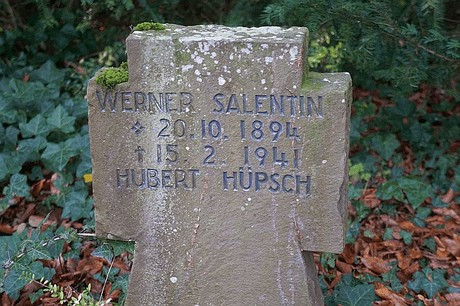 WERNER SALENTIN
* 20. 10. 1894
† 15. 2. 1941
HUBERT HÜPSCH